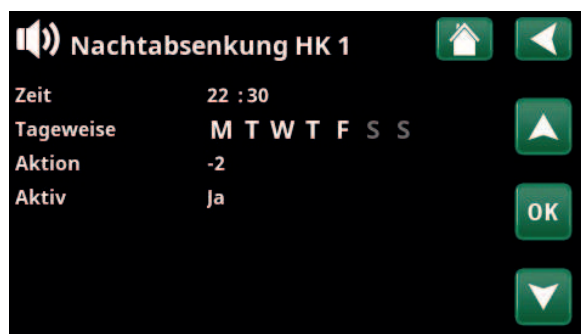 Nachtabsenkung HK 1
Zeit 22 :30
Tageweise M T W T F S S
Aktion -2
Aktiv Ja
OK